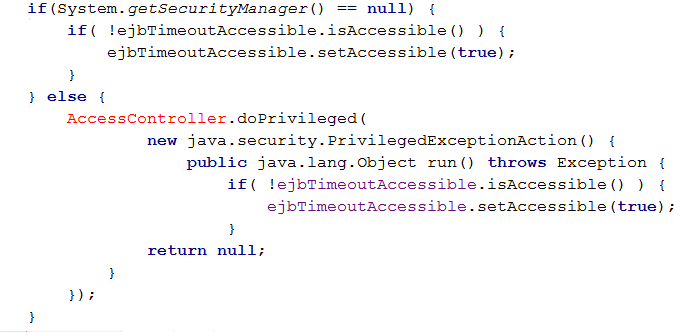 if(System.getSecurityManager() == null) {
    if( !ejbTimeoutAccessible.isAccessible() ) {
        ejbTimeoutAccessible.setAccessible(true);
    }
} else {
    AccessController.doPrivileged(
            new java.security.PrivilegedExceptionAction() {
                public java.lang.Object run() throws Exception {
                    if( !ejbTimeoutAccessible.isAccessible() ) {
                        ejbTimeoutAccessible.setAccessible(true);
                    }
            return null;
        }
    });
}